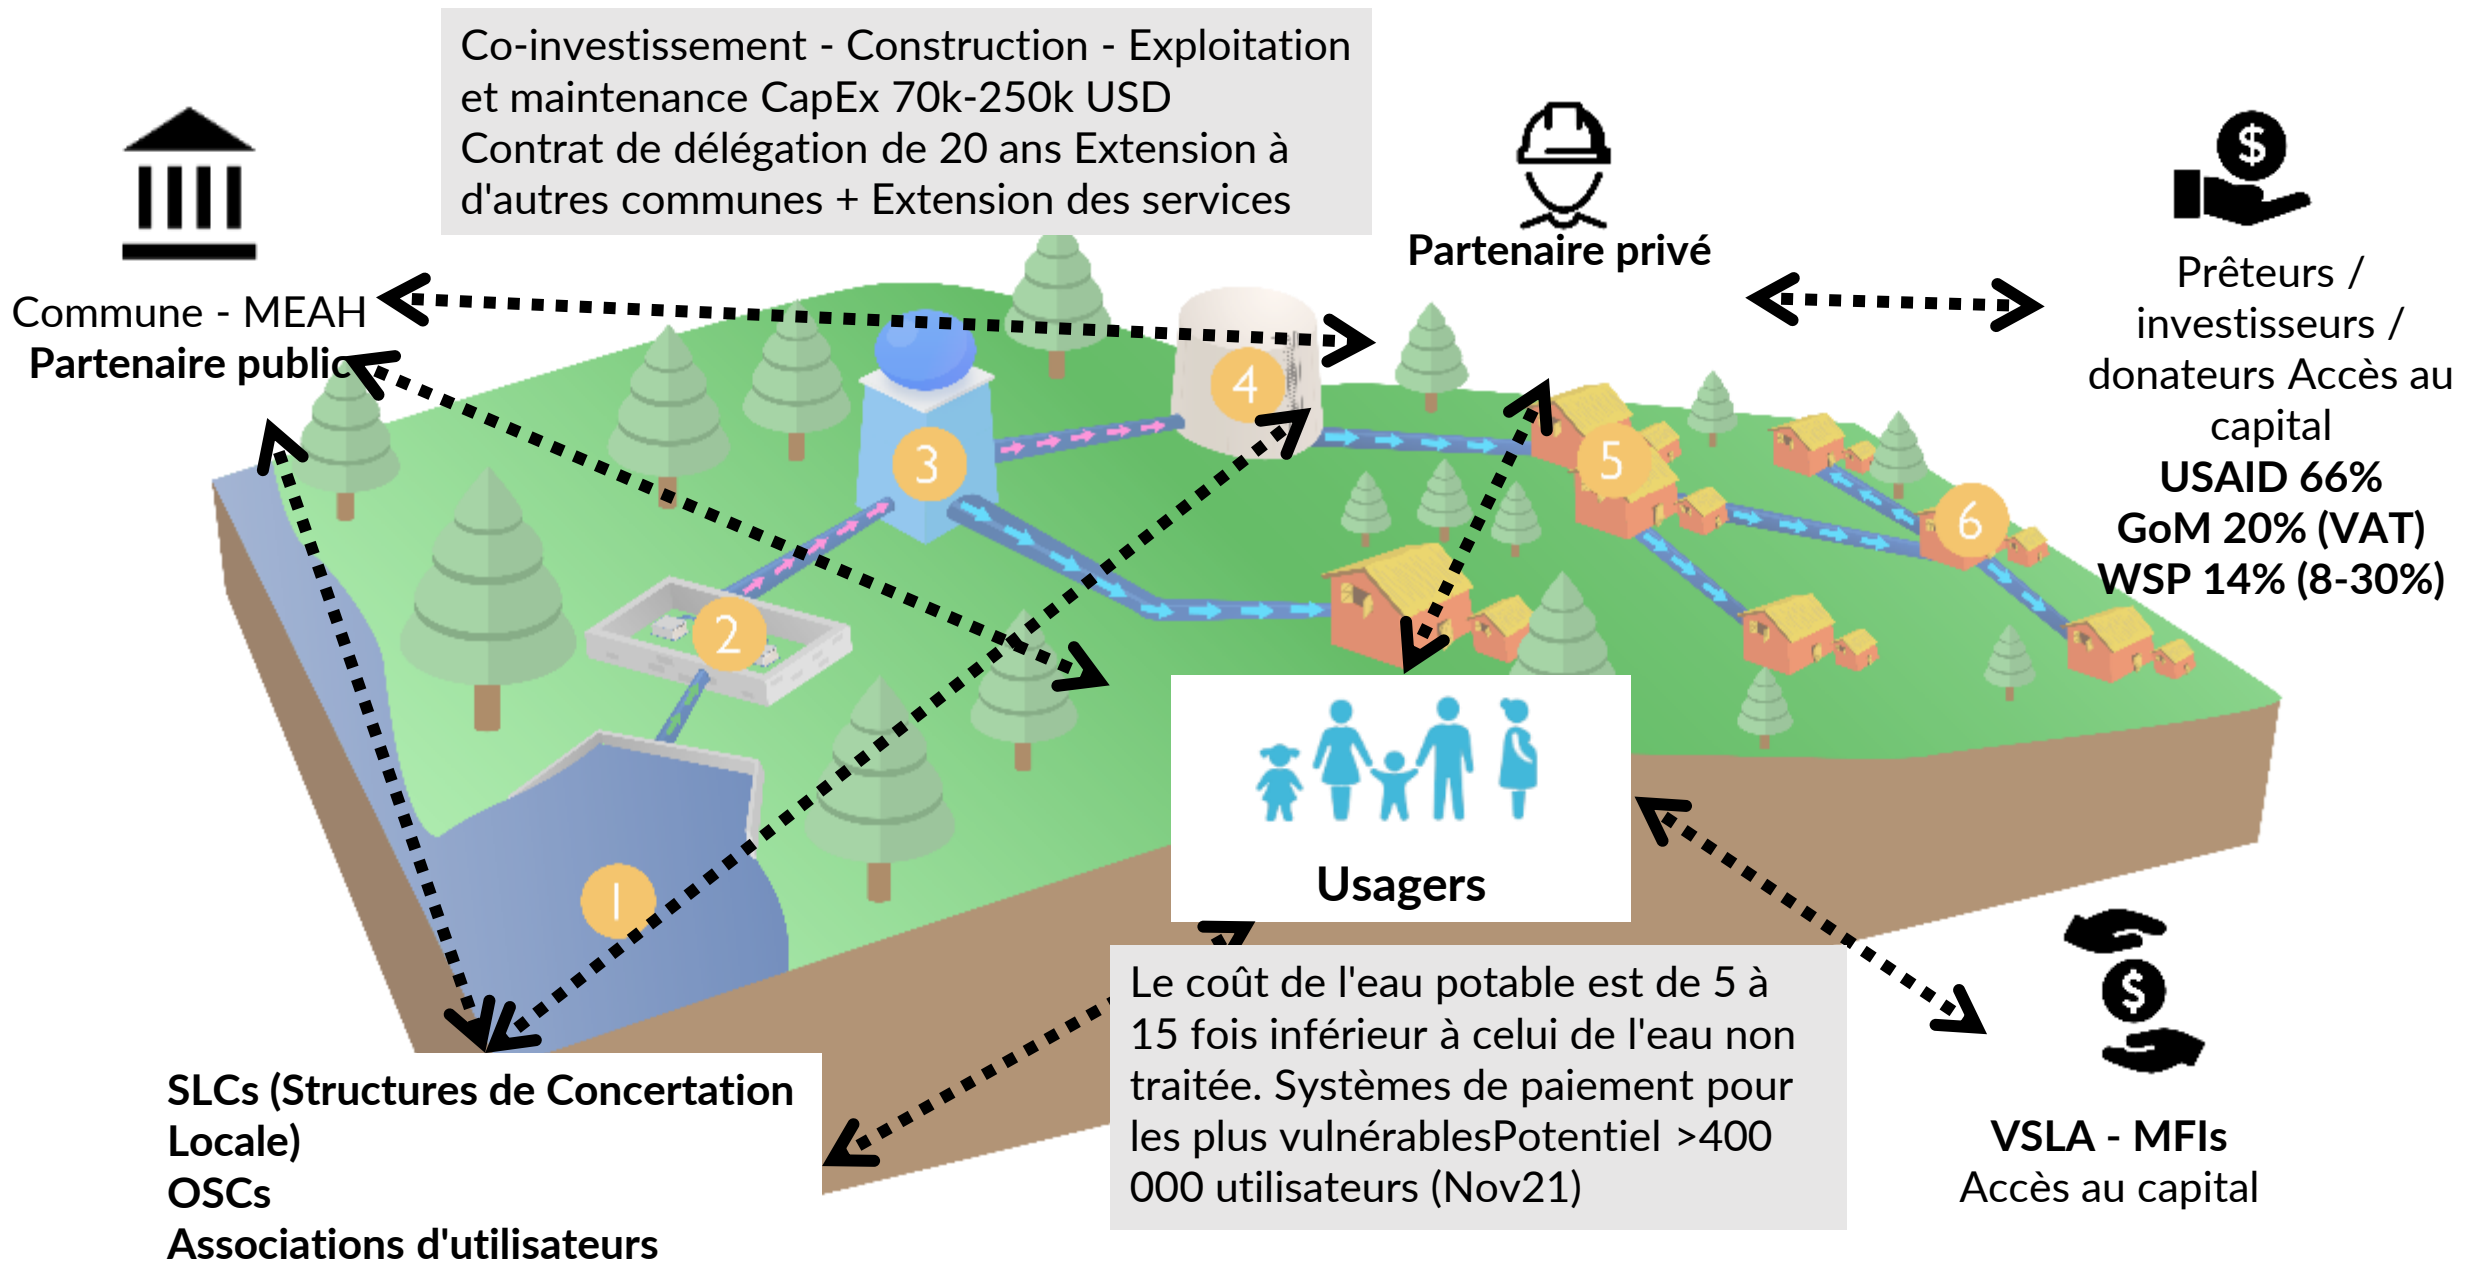 Co-investissement - Construction - Exploitation
et maintenance CapEx 70k-250k USD
Contrat de délégation de 20 ans Extension à
d'autres communes + Extension des services
Commune - MEAH
Partenaire public
Partenaire privé
$
Prêteurs /
investisseurs /
donateurs Accès au
capital
USAID 66%
GoM 20% (VAT)
WSP 14% (8-30%)
1
2
3
4
5
6
Usagers
Le coût de l'eau potable est de 5 à
15 fois inférieur à celui de l'eau non
traitée. Systèmes de paiement pour
les plus vulnérablesPotentiel >400
000 utilisateurs (Nov21)
SLCs (Structures de Concertation
Locale)
OSCs
Associations d'utilisateurs
$
VSLA - MFIs
Accès au capital